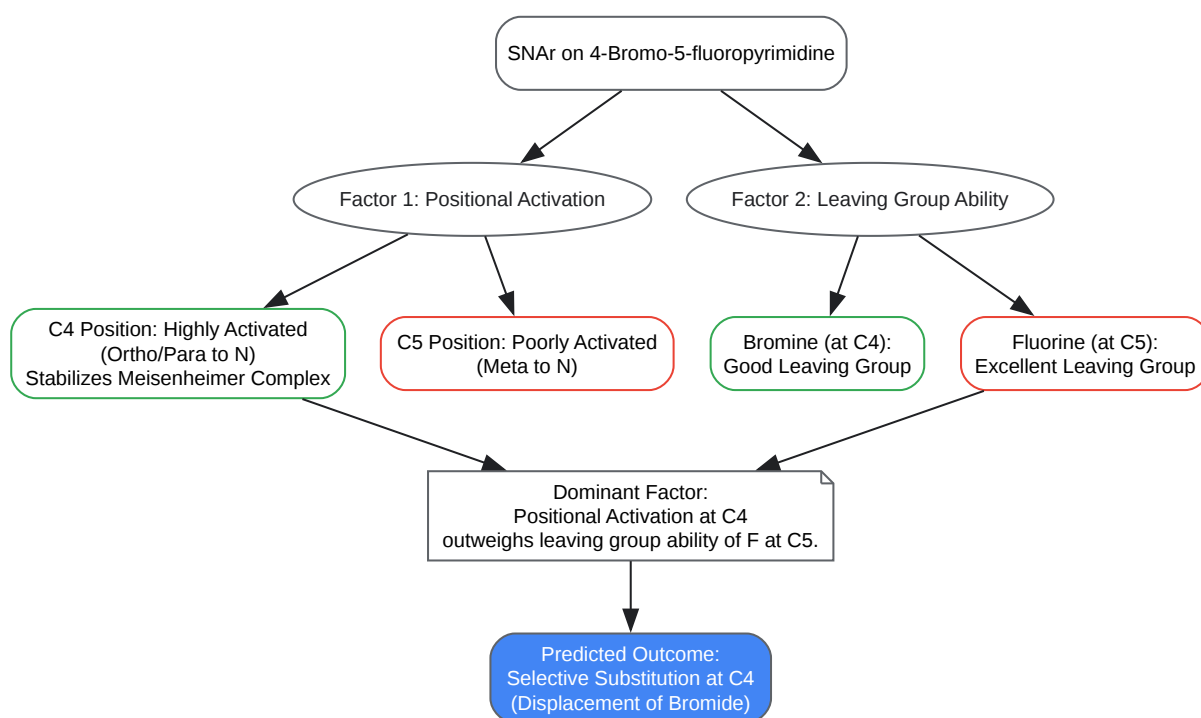 SNAr on 4-Bromo-5-fluoropyrimidine
Factor 1: Positional Activation
Factor 2: Leaving Group Ability
C4 Position: Highly Activated
(Ortho/Para to N)
Stabilizes Meisenheimer Complex
C5 Position: Poorly Activated
(Meta to N)
Bromine (at C4):
Good Leaving Group
Fluorine (at C5):
Excellent Leaving Group
Dominant Factor:
Positional Activation at C4
outweighs leaving group ability of F at C5.
Predicted Outcome:
Selective Substitution at C4
(Displacement of Bromide)